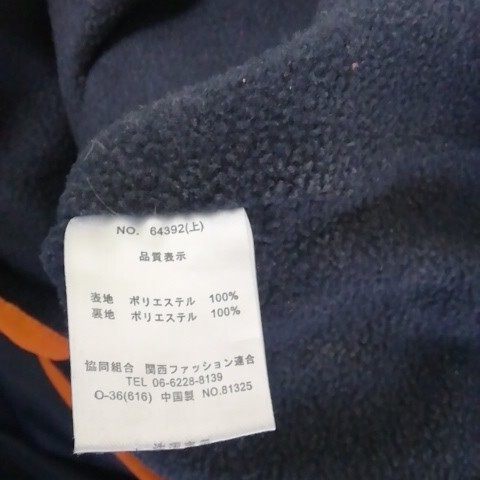 NO. 64392(上)
品質表示
表地 ポリエステル 100%
裏地 ポリエステル 100%
協同組合 関西ファッション連合
TEL 06-6228-8139
O-36(616) 中国製 NO.81325